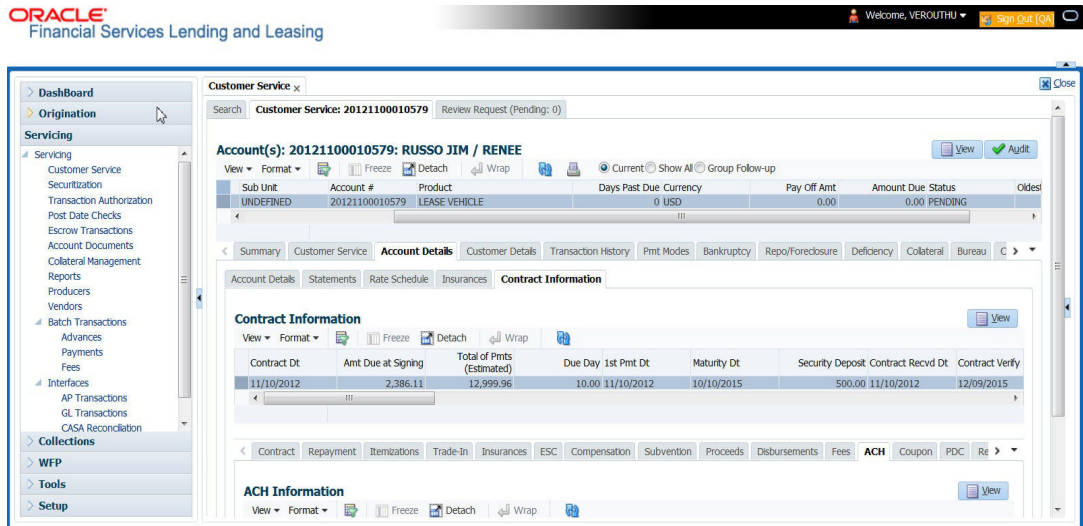 ORACLE
Financial Services Lending and Leasing
Welcome, VEROUTHU
Sign Out [QA]
Close
DashBoard
Origination
Servicing
Servicing
Customer Service
Securitization
Transaction Authorization
Post Date Checks
Escrow Transactions
Account Documents
Collateral Management
Reports
Producers
Vendors
Batch Transactions
Advances
Payments
Fees
Interfaces
AP Transactions
GL Transactions
CASA Reconciliation
Collections
WFP
Tools
Setup
Customer Service x
Search Customer Service: 20121100010579 Review Request (Pending: 0)
Account(s): 20121100010579: RUSSO JIM / RENEE
View Audit
View Format Freeze Detach Wrap Current Show All Group Follow-up
Sub Unit Account # Product Days Past Due Currency Pay Off Amt Amount Due Status Oldest
UNDEFINED 20121100010579 LEASE VEHICLE 0 USD 0.00 0.00 PENDING
Summary Customer Service Account Details Customer Details Transaction History Pmt Modes Bankruptcy Repo/Foreclosure Deficiency Collateral Bureau C
Account Details Statements Rate Schedule Insurances Contract Information
Contract Information
View
View Format Freeze Detach Wrap
Contract Dt Amt Due at Signing Total of Pmts (Estimated) Due Day 1st Pmt Dt Maturity Dt Security Deposit Contract Recvd Dt Contract Verify
11/10/2012 2,386.11 12,999.96 10.00 11/10/2012 10/10/2015 500.00 11/10/2012 12/09/2015
Contract Repayment Itemizations Trade-In Insurances ESC Compensation Subvention Proceeds Disbursements Fees ACH Coupon PDC Re
ACH Information
View
View Format Freeze Detach Wrap